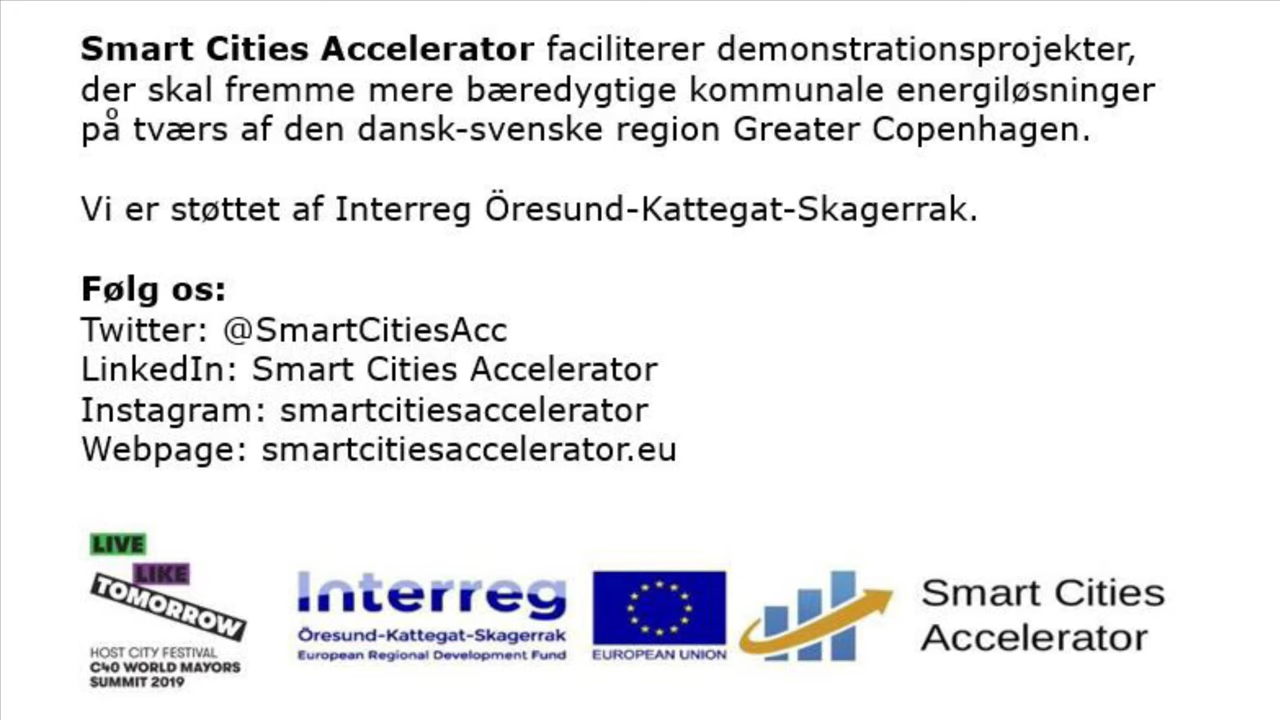 Smart Cities Accelerator faciliterer demonstrationsprojekter,
der skal fremme mere bæredygtige kommunale energiløsninger
på tværs af den dansk-svenske region Greater Copenhagen.
Vi er støttet af Interreg Öresund-Kattegat-Skagerrak.
Følg os:
Twitter: @SmartCitiesAcc
LinkedIn: Smart Cities Accelerator
Instagram: smartcitiesaccelerator
Webpage: smartcitiesaccelerator.eu
LIVE
LIKE
TOMORROW
HOST CITY FESTIVAL
C40 WORLD MAYORS
SUMMIT 2019
Interreg
Öresund-Kattegat-Skagerrak
European Regional Development Fund
EUROPEAN UNION
Smart Cities
Accelerator